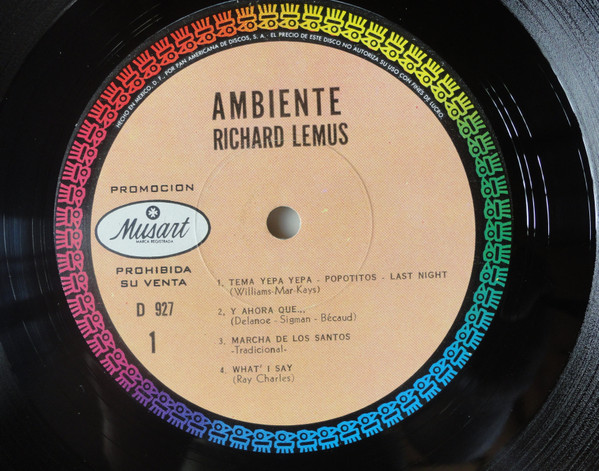 HECHO EN MEXICO, D. F. - POR PAN AMERICANA DE DISCOS, S. A. - EL PRECIO DE ESTE DISCO NO AUTORIZA SU USO CON FINES DE LUCRO.
AMBIENTE
RICHARD LEMUS
PROMOCION
Musart
MARCA REGISTRADA
PROHIBIDA
SU VENTA
D 927
1
1. TEMA YEPA YEPA - POPOTITOS - LAST NIGHT
(Williams-Mar-Kays)
2. Y AHORA QUE...
(Delanoe - Sigman - Bécaud)
3. MARCHA DE LOS SANTOS
-Tradicional-
4. WHAT' I SAY
(Ray Charles)